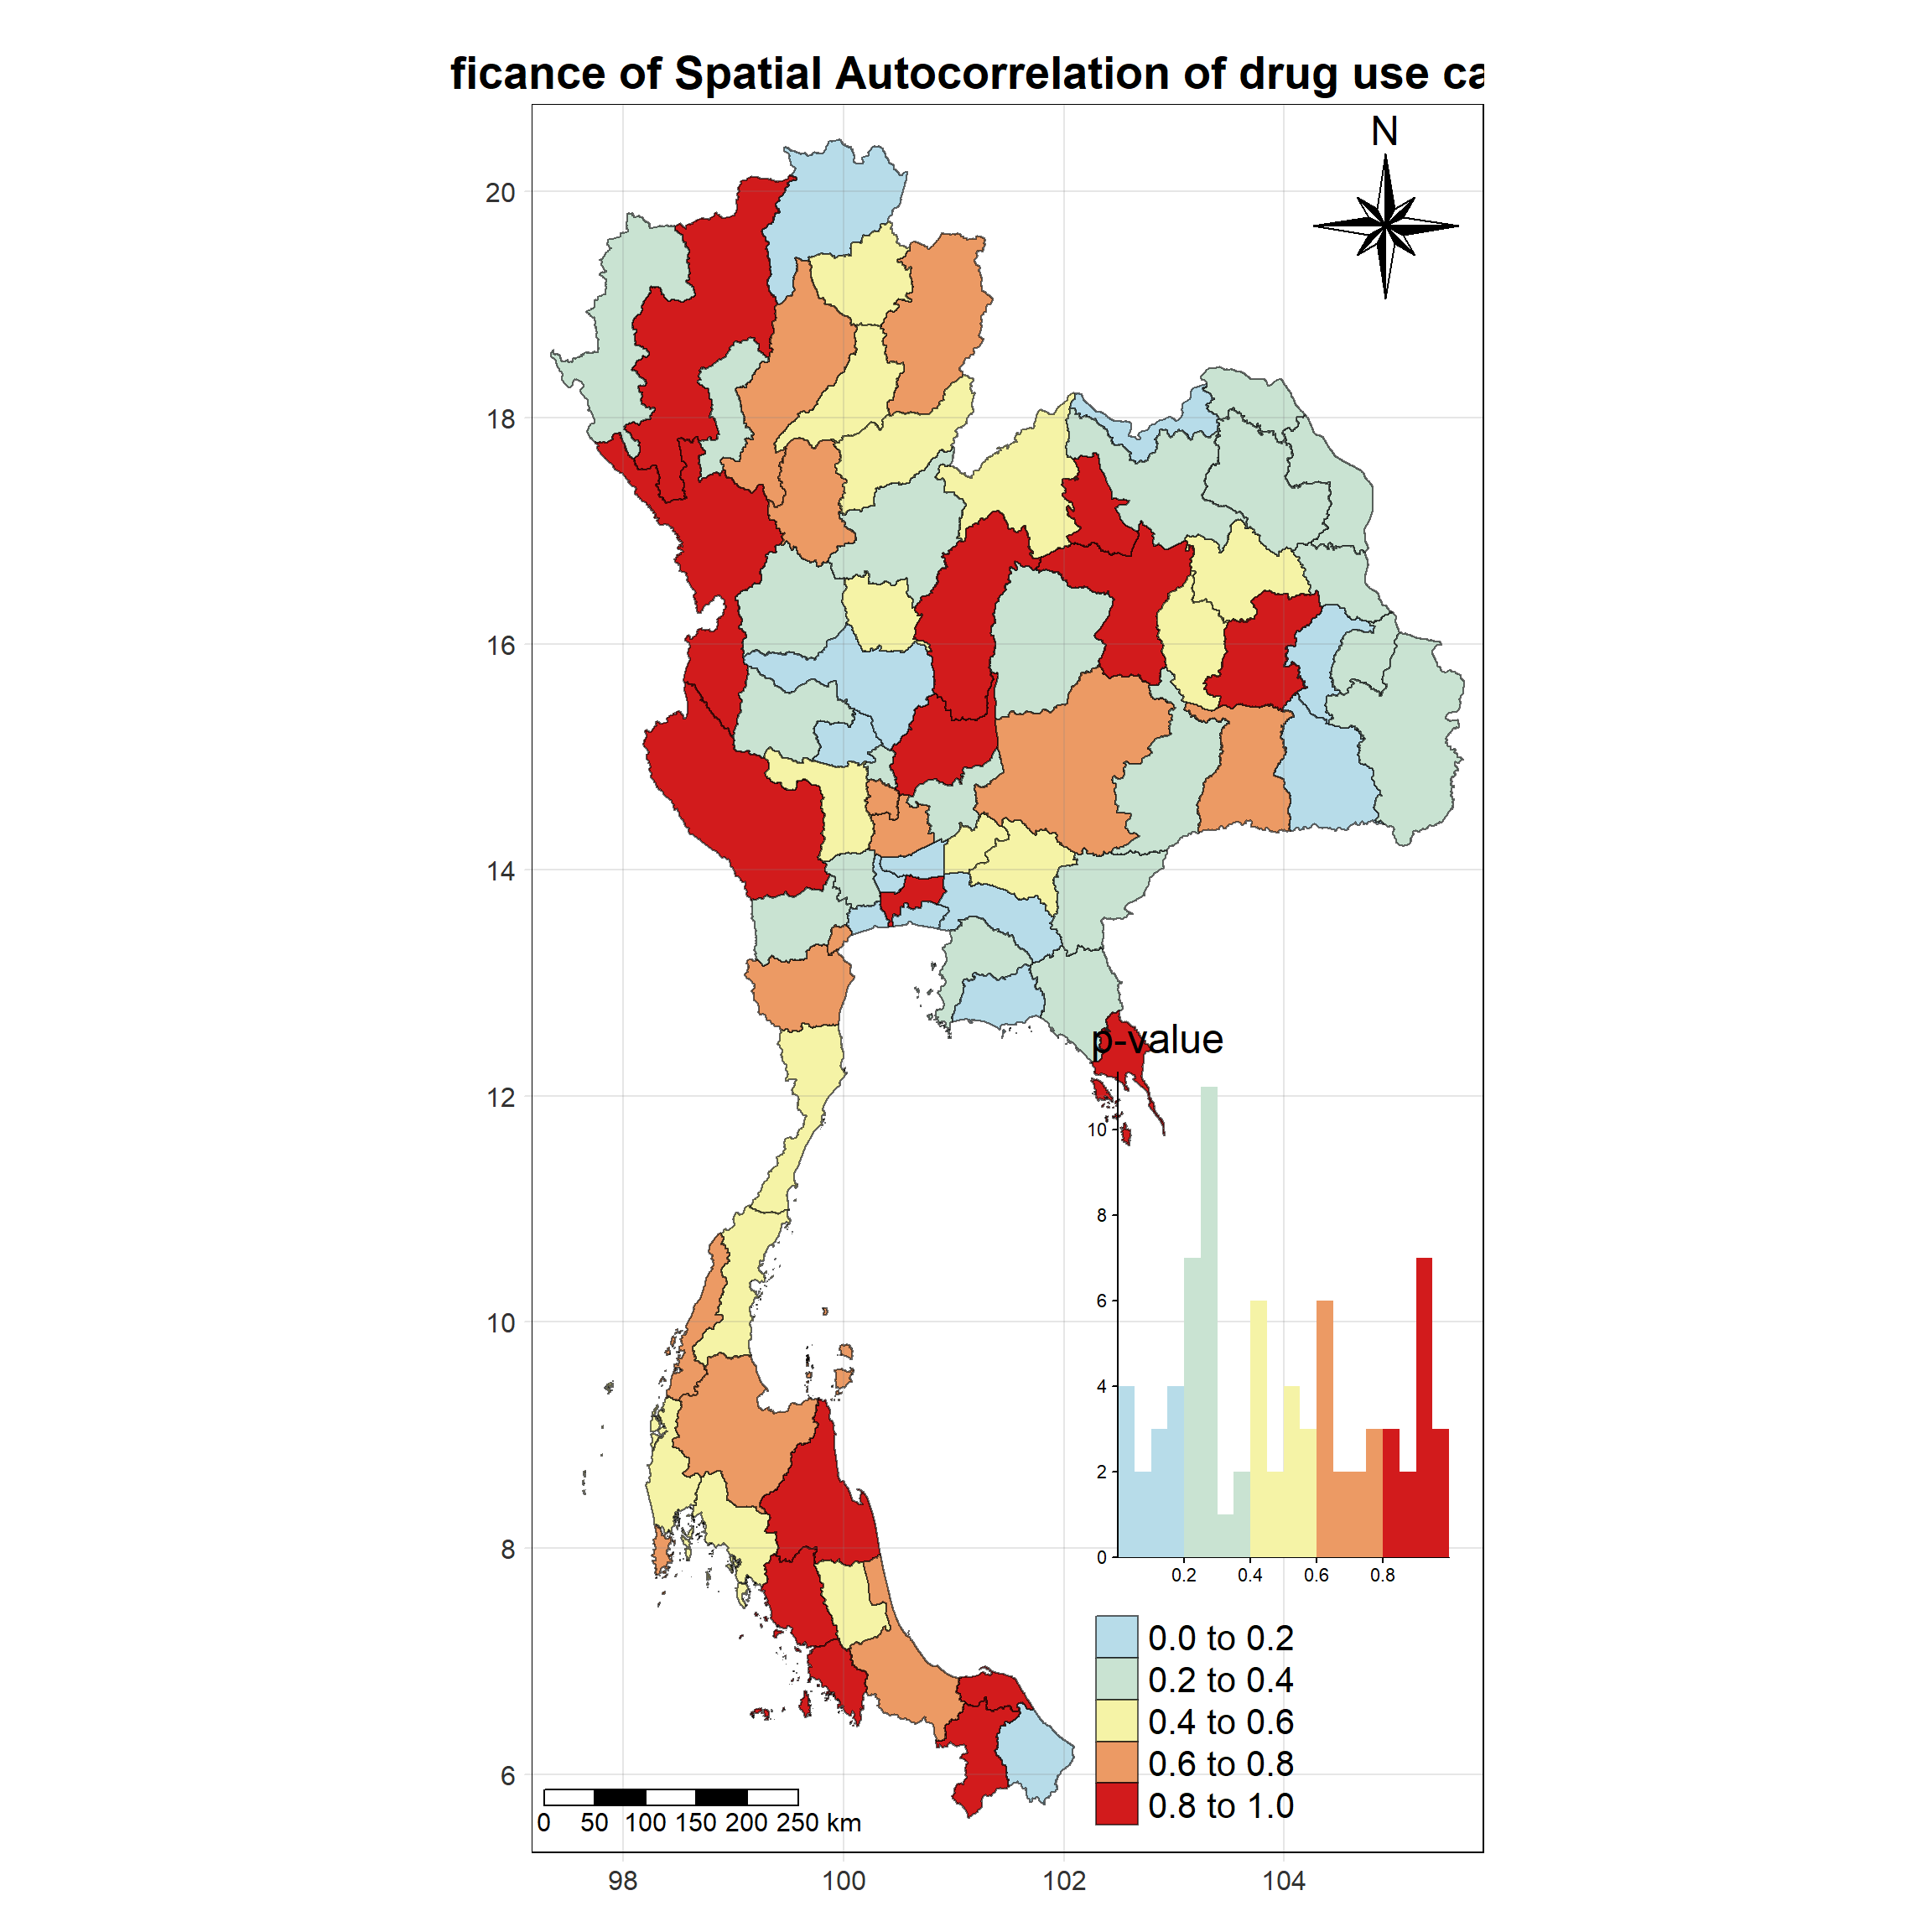 ficance of Spatial Autocorrelation of drug use ca
N
20
18
16
14
12
10
8
6
98 100 102 104
p-value
10
8
6
4
2
0
0.2 0.4 0.6 0.8
0.0 to 0.2
0.2 to 0.4
0.4 to 0.6
0.6 to 0.8
0.8 to 1.0
0 50 100 150 200 250 km